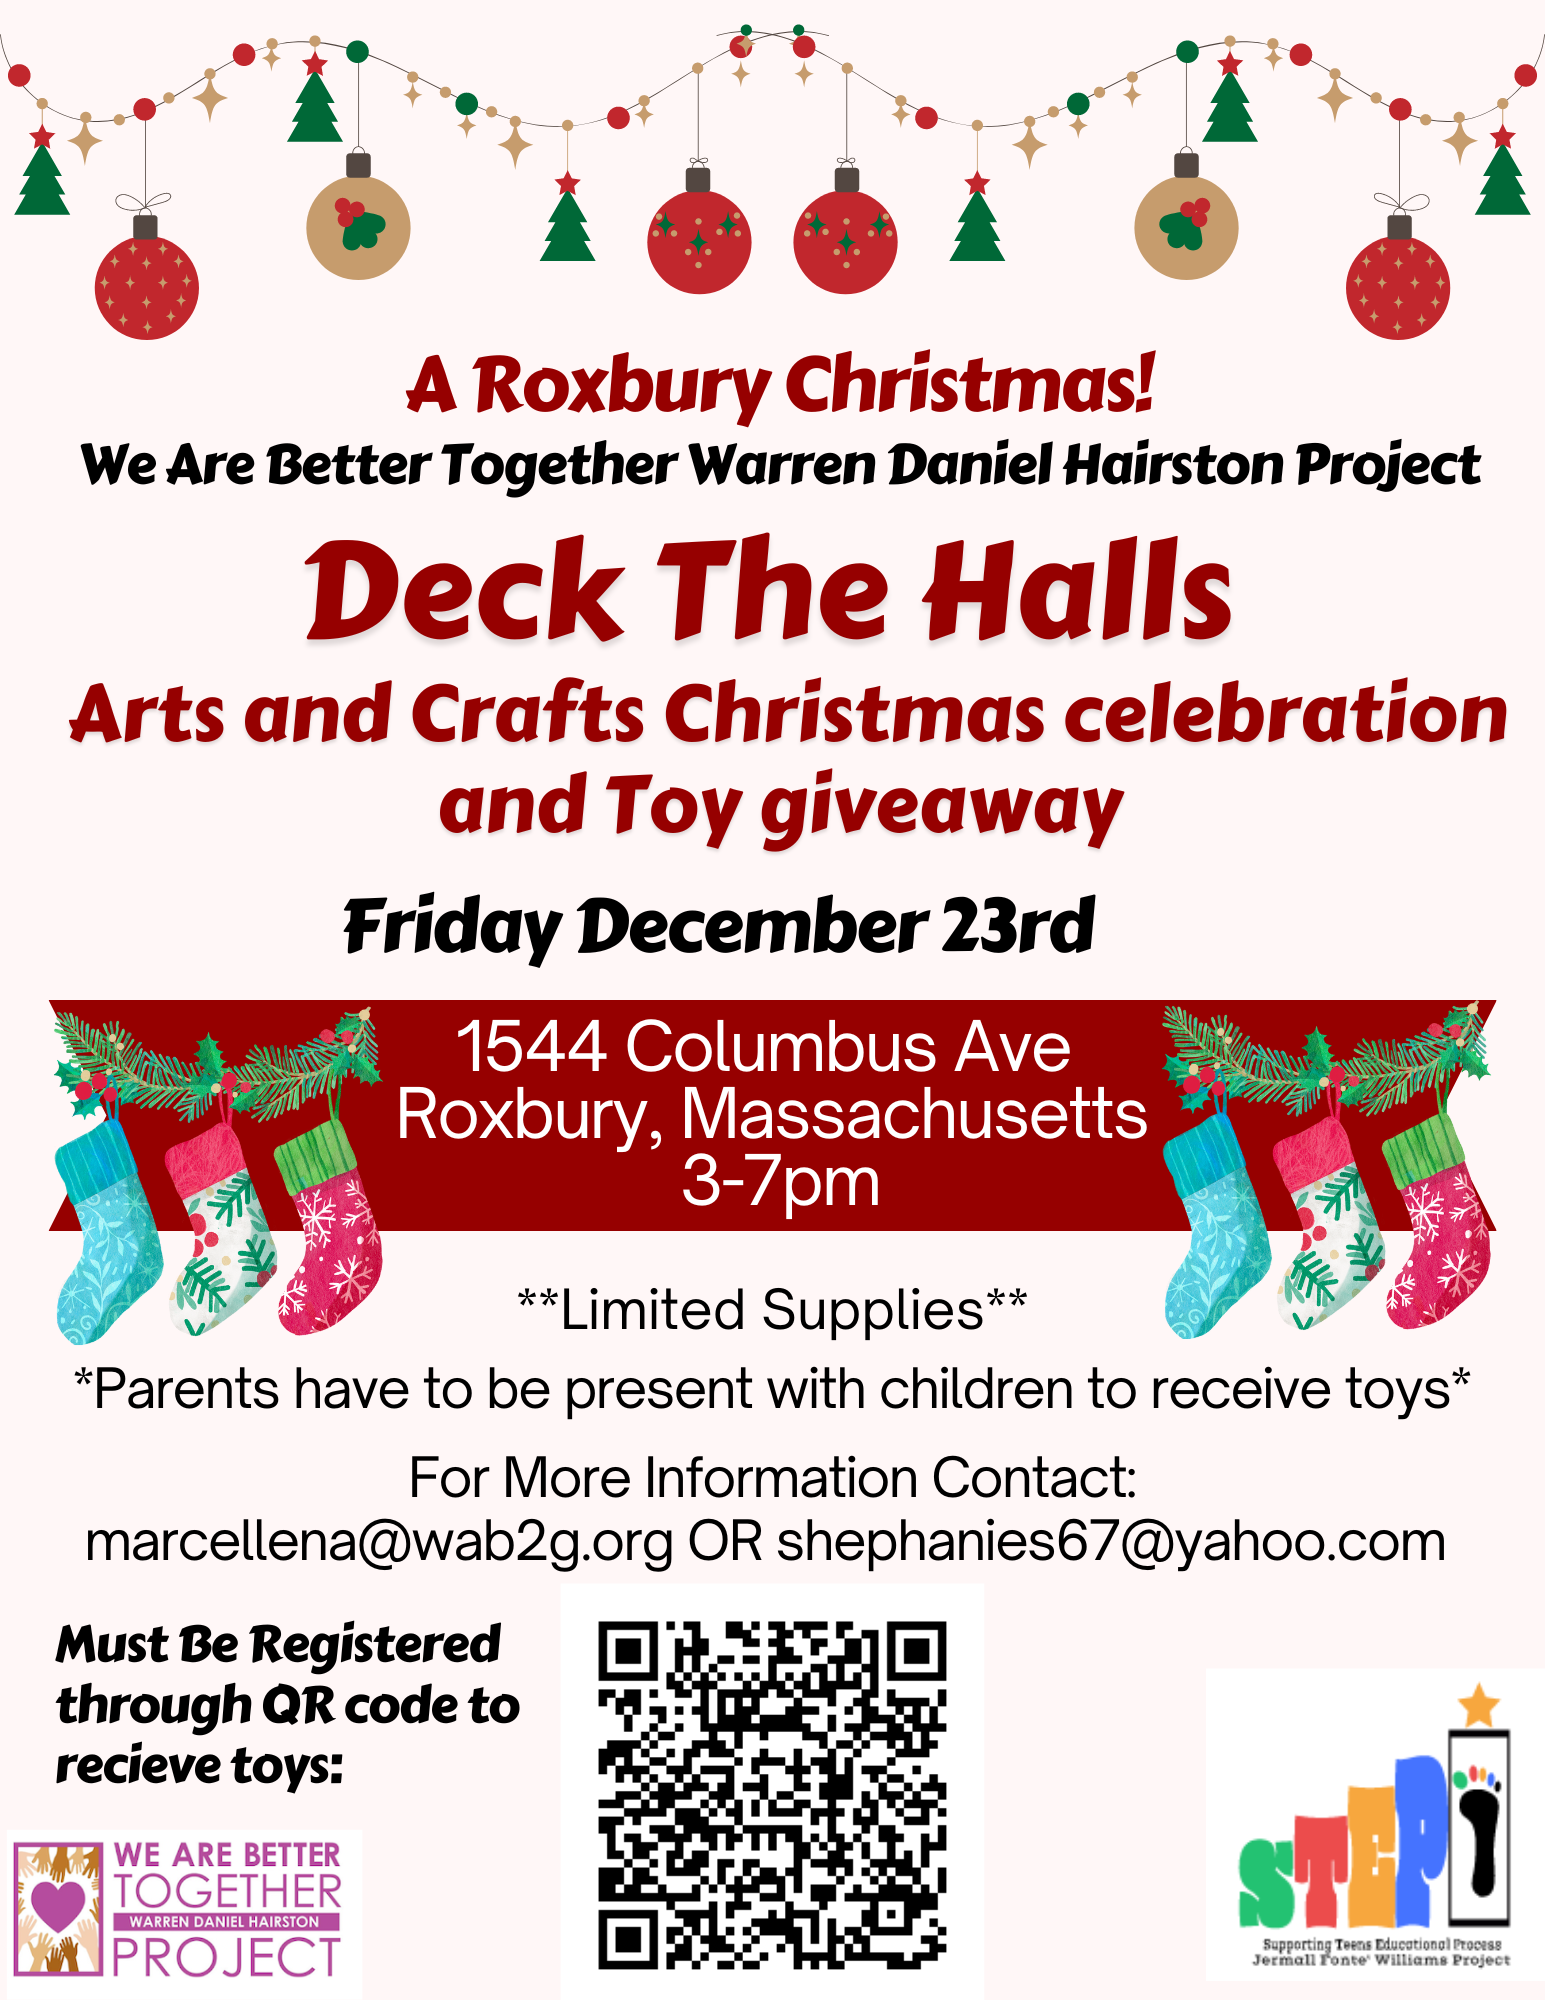 A Roxbury Christmas!
We Are Better Together Warren Daniel Hairston Project
Deck The Halls
Arts and Crafts Christmas celebration
and Toy giveaway
Friday December 23rd
1544 Columbus Ave
Roxbury, Massachusetts
3-7pm
**Limited Supplies**
*Parents have to be present with children to receive toys*
For More Information Contact:
marcellena@wab2g.org OR shephanies67@yahoo.com
Must Be Registered
through QR code to
recieve toys:
WE ARE BETTER
TOGETHER
WARREN DANIEL HAIRSTON
PROJECT
STEP
Supporting Teens Educational Process
Jermall Fonte' Williams Project